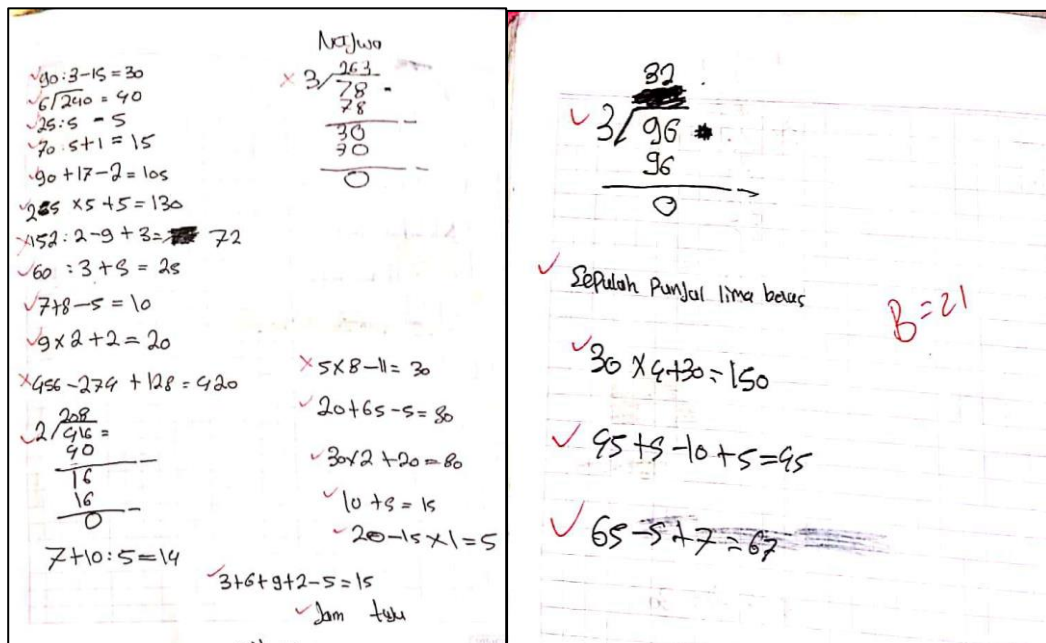 90:3-15=30
6/240 = 40
25:5 = 5
70:5+1=15
90+17-2=105
25 x5+5=130
152:2-9+3= 72
60 :3+5=25
7+8-5=10
9x2+2=20
456-274+128=420
208
2/416=
40
16
16
0
7+10:5=14
Najwa
263
3/78
78
30
30
0
5x8-11=30
20+65-5=80
30x2+20=80
10+5=15
20-15x1=5
3+6+9+2-5=15
Jam tuju
32
3/96
96
0
Sepulah Punjal lima belas
B=21
30x4+30=150
95+5-10+5=95
65-5+7=67